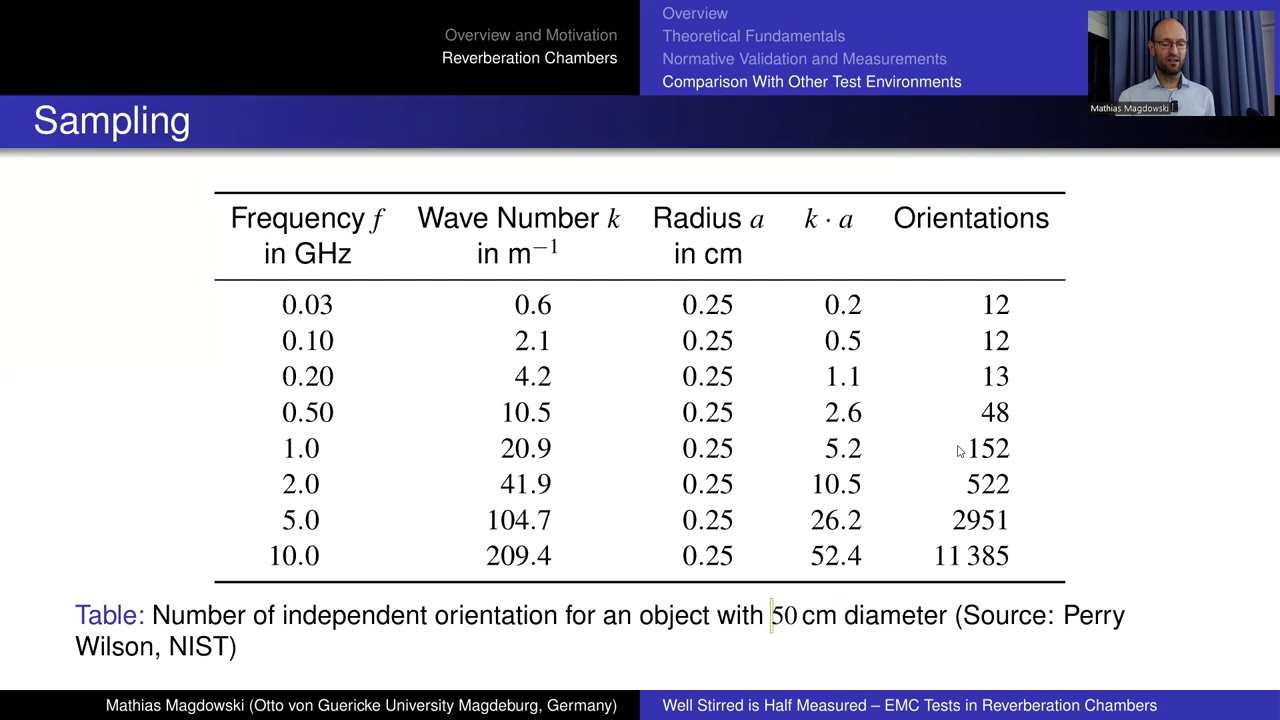 Overview and Motivation
Reverberation Chambers
Overview
Theoretical Fundamentals
Normative Validation and Measurements
Comparison With Other Test Environments
Mathias Magdowski
Sampling
Frequency f Wave Number k Radius a k · a Orientations
in GHz in m⁻¹ in cm
0.03 0.6 0.25 0.2 12
0.10 2.1 0.25 0.5 12
0.20 4.2 0.25 1.1 13
0.50 10.5 0.25 2.6 48
1.0 20.9 0.25 5.2 152
2.0 41.9 0.25 10.5 522
5.0 104.7 0.25 26.2 2951
10.0 209.4 0.25 52.4 11 385
Table: Number of independent orientation for an object with 50 cm diameter (Source: Perry
Wilson, NIST)
Mathias Magdowski (Otto von Guericke University Magdeburg, Germany)
Well Stirred is Half Measured – EMC Tests in Reverberation Chambers